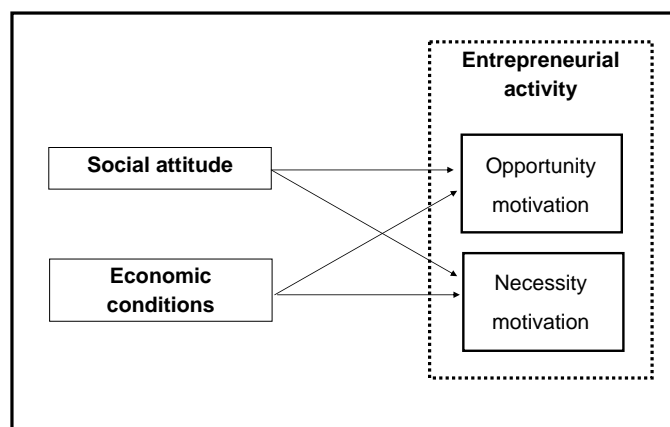 Entrepreneurial
activity
Social attitude
Opportunity
motivation
Economic
conditions
Necessity
motivation